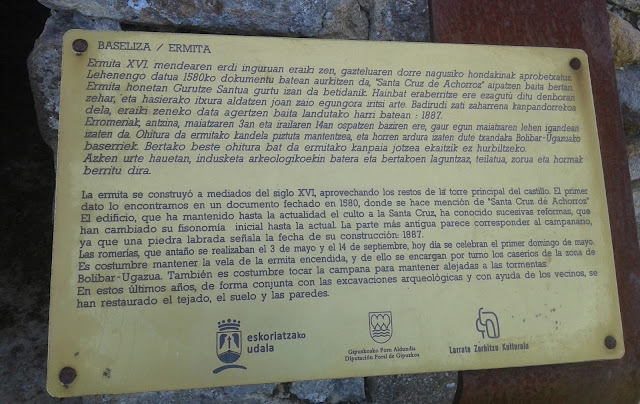 BASELIZA / ERMITA
Ermita XVI. mendearen erdi inguruan eraiki zen, gazteluaren dorre nagusiko hondakinak aprobetxatuz.
Lehenengo datua 1580ko dokumentu batean aurkitzen da, "Santa Cruz de Achorroz" aipatzen baita bertan.
Ermita honetan Gurutze Santua gurtu izan da betidanik. Hainbat eraberritze ere ezagutu ditu denboran
zehar, eta hasierako itxura aldatzen joan zaio egungora iritsi arte. Badirudi zati zaharrena kanpandorrekoa
dela, eraiki zeneko data agertzen baita landutako harri batean : 1887.
Erromeriak, antzina, maiatzaren 3an eta irailaren 14an ospatzen baziren ere, gaur egun maiatzaren lehen igandean
izaten da. Ohitura da ermitako kandela piztuta mantentzea, eta horren ardura izaten dute txandaka Bolibar-Ugazuako
baserriek. Bertako beste ohitura bat da ermitako kanpaia jotzea ekaitzik ez hurbiltzeko.
Azken urte hauetan, indusketa arkeologikoekin batera eta bertakoen laguntzaz, teilatua, zorua eta hormak
berritu dira.
La ermita se construyó a mediados del siglo XVI, aprovechando los restos de la torre principal del castillo. El primer
dato lo encontramos en un documento fechado en 1580, donde se hace mención de "Santa Cruz de Achorros"
El edificio, que ha mantenido hasta la actualidad el culto a la Santa Cruz, ha conocido sucesivas reformas, que
han cambiado su fisonomía inicial hasta la actual. La parte más antigua parece corresponder al campanario,
ya que una piedra labrada señala la fecha de su construcción: 1887.
Las romerías, que antaño se realizaban el 3 de mayo y el 14 de septiembre, hoy día se celebran el primer domingo de mayo.
Es costumbre mantener la vela de la ermita encendida, y de ello se encargan por turno los caseríos de la zona de
Bolibar-Ugazua. También es costumbre tocar la campana para mantener alejadas a las tormentas.
En estos últimos años, de forma conjunta con las excavaciones arqueológicas y con ayuda de los vecinos, se
han restaurado el tejado, el suelo y las paredes.
eskoriatzako
udala
Gipuzkoako Foru Aldundia
Diputación Foral de Gipuzkoa
Larrate Zerbitzu Kulturala